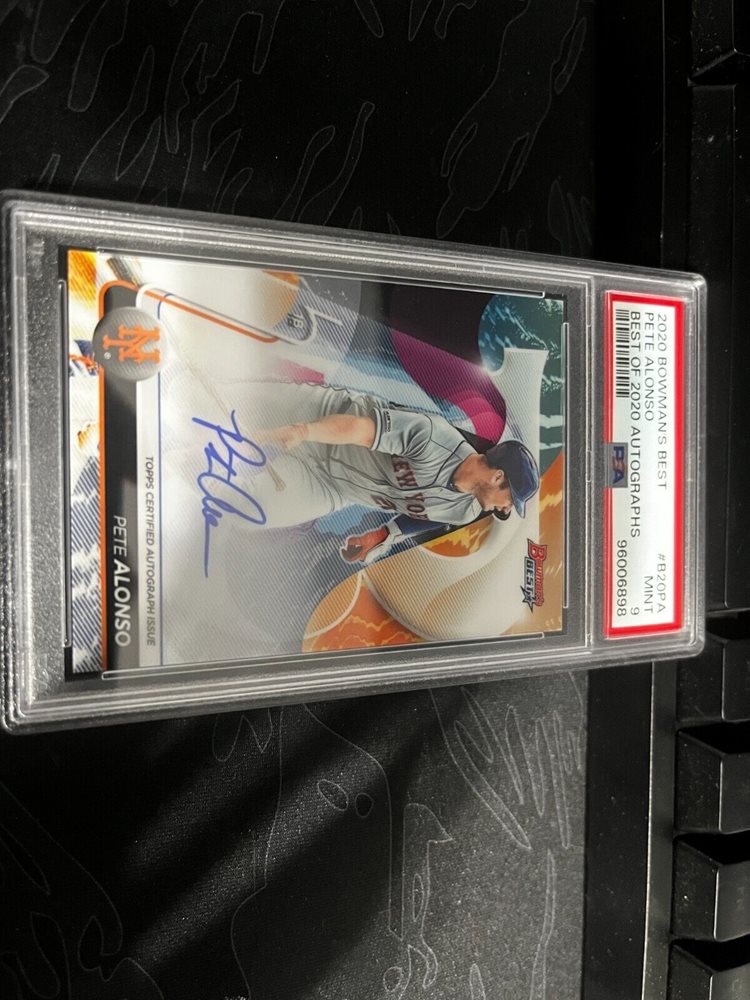 2020 BOWMAN'S BEST #B20PA
PETE ALONSO MINT
BEST OF 2020 AUTOGRAPHS 9
PSA 96006898
BOWMAN'S
BEST
NEW YO
TOPPS CERTIFIED AUTOGRAPH ISSUE
PETE ALONSO
NY